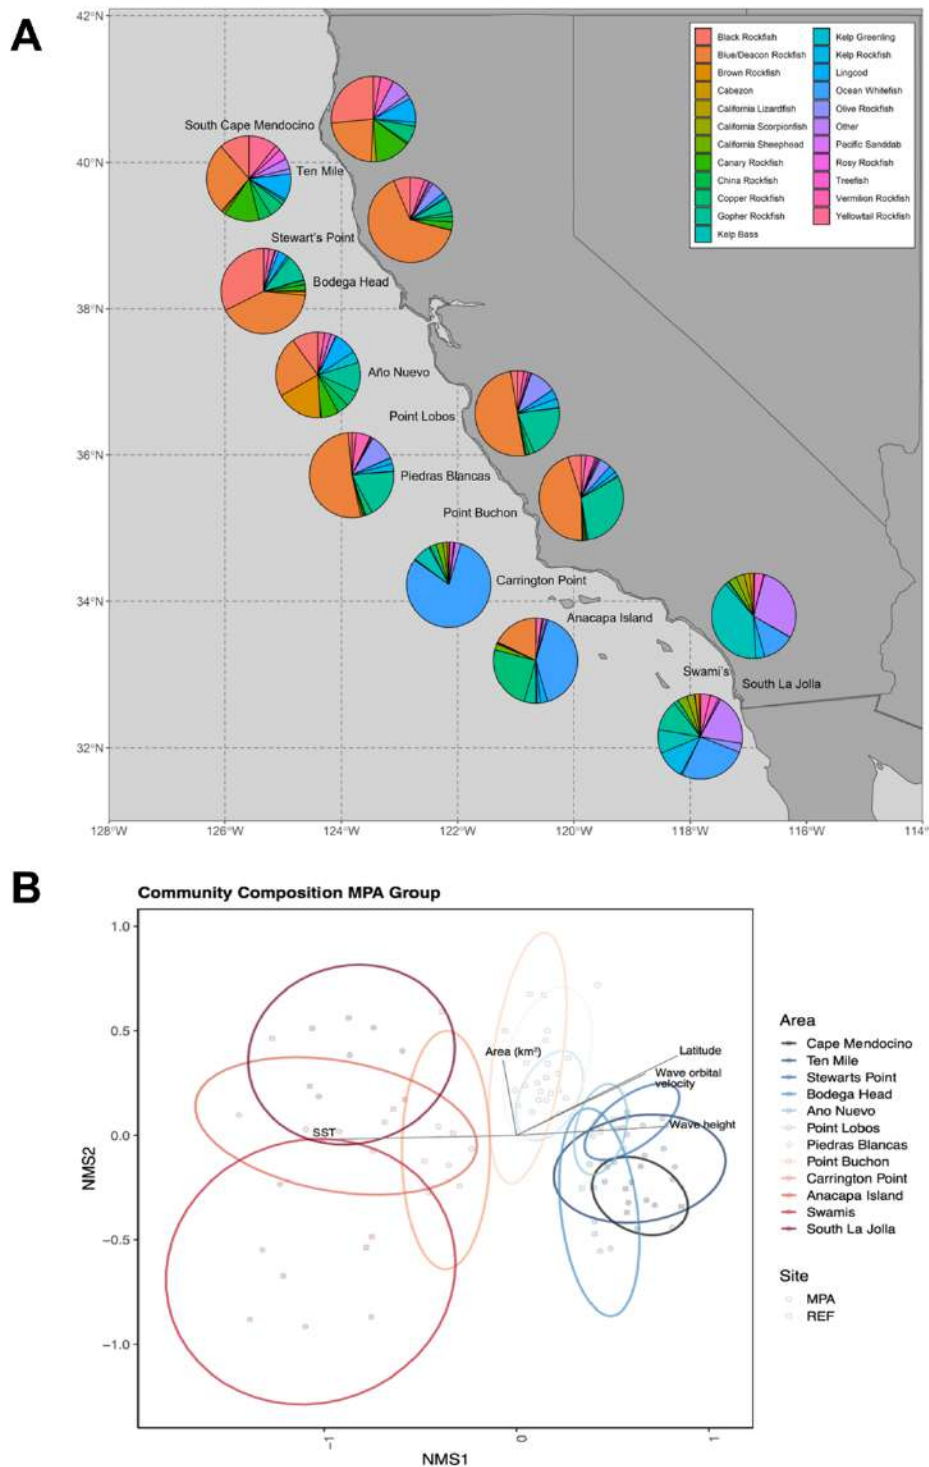 A
42°N
40°N
38°N
36°N
34°N
32°N
128°W
126°W
124°W
122°W
120°W
118°W
116°W
114°
South Cape Mendocino
Ten Mile
Stewart's Point
Bodega Head
Año Nuevo
Point Lobos
Piedras Blancas
Point Buchon
Carrington Point
Anacapa Island
Swami's
South La Jolla
Black Rockfish
Blue/Deacon Rockfish
Brown Rockfish
Cabezon
California Lizardfish
California Scorpionfish
California Sheephead
Canary Rockfish
China Rockfish
Copper Rockfish
Gopher Rockfish
Kelp Bass
Kelp Greenling
Kelp Rockfish
Lingcod
Ocean Whitefish
Olive Rockfish
Other
Pacific Sanddab
Rosy Rockfish
Treefish
Vermilion Rockfish
Yellowtail Rockfish
B
Community Composition MPA Group
1.0
0.5
0.0
−0.5
−1.0
NMS2
−1
0
1
NMS1
Area (km²)
Latitude
Wave orbital
velocity
Wave height
SST
Area
Cape Mendocino
Ten Mile
Stewarts Point
Bodega Head
Ano Nuevo
Point Lobos
Piedras Blancas
Point Buchon
Carrington Point
Anacapa Island
Swamis
South La Jolla
Site
MPA
REF